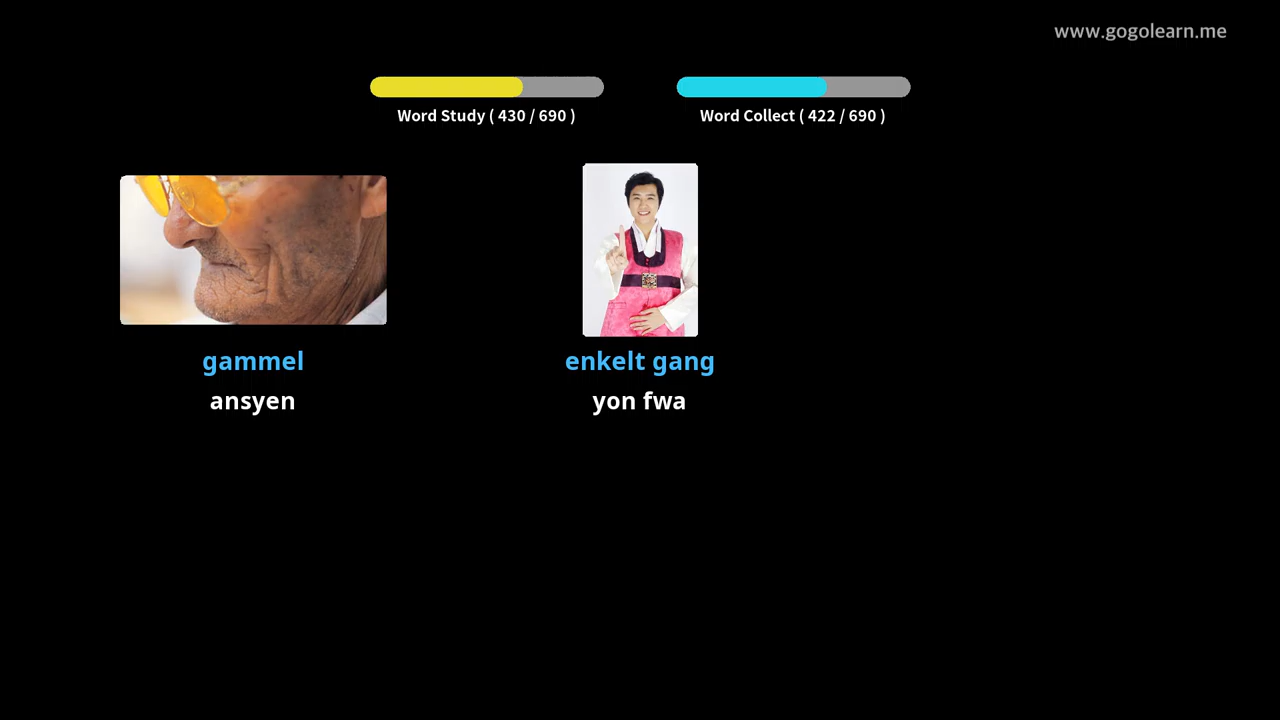 www.gogolearn.me
Word Study ( 430 / 690 )
Word Collect ( 422 / 690 )
gammel
ansyen
enkelt gang
yon fwa